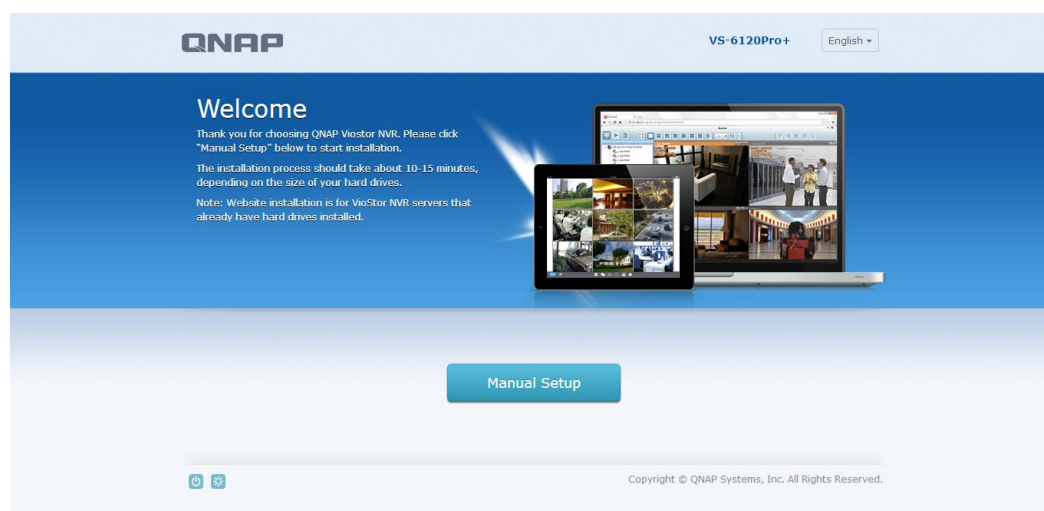 QNAP
VS-6120Pro+
English
Welcome
Thank you for choosing QNAP Viostor NVR. Please click
"Manual Setup" below to start installation.
The installation process should take about 10-15 minutes,
depending on the size of your hard drives.
Note: Website installation is for VioStor NVR servers that
already have hard drives installed.
Manual Setup
Copyright © QNAP Systems, Inc. All Rights Reserved.